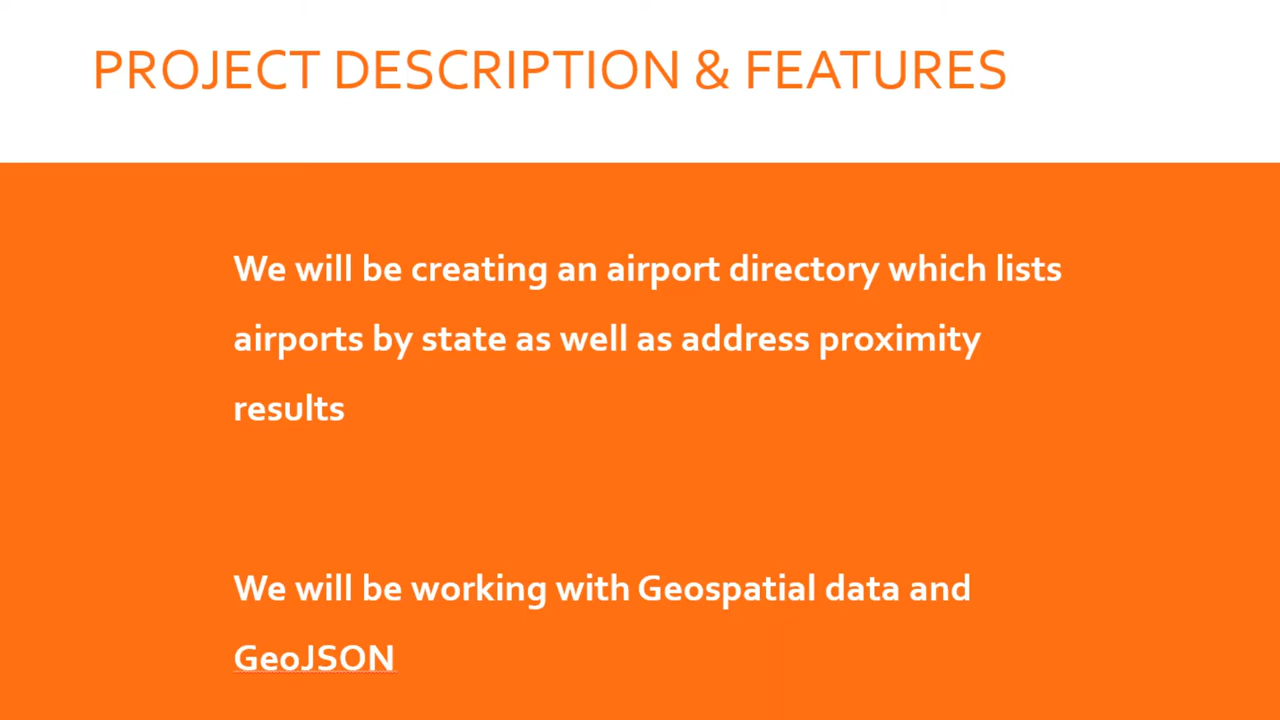 PROJECT DESCRIPTION & FEATURES
We will be creating an airport directory which lists
airports by state as well as address proximity
results
We will be working with Geospatial data and
GeoJSON